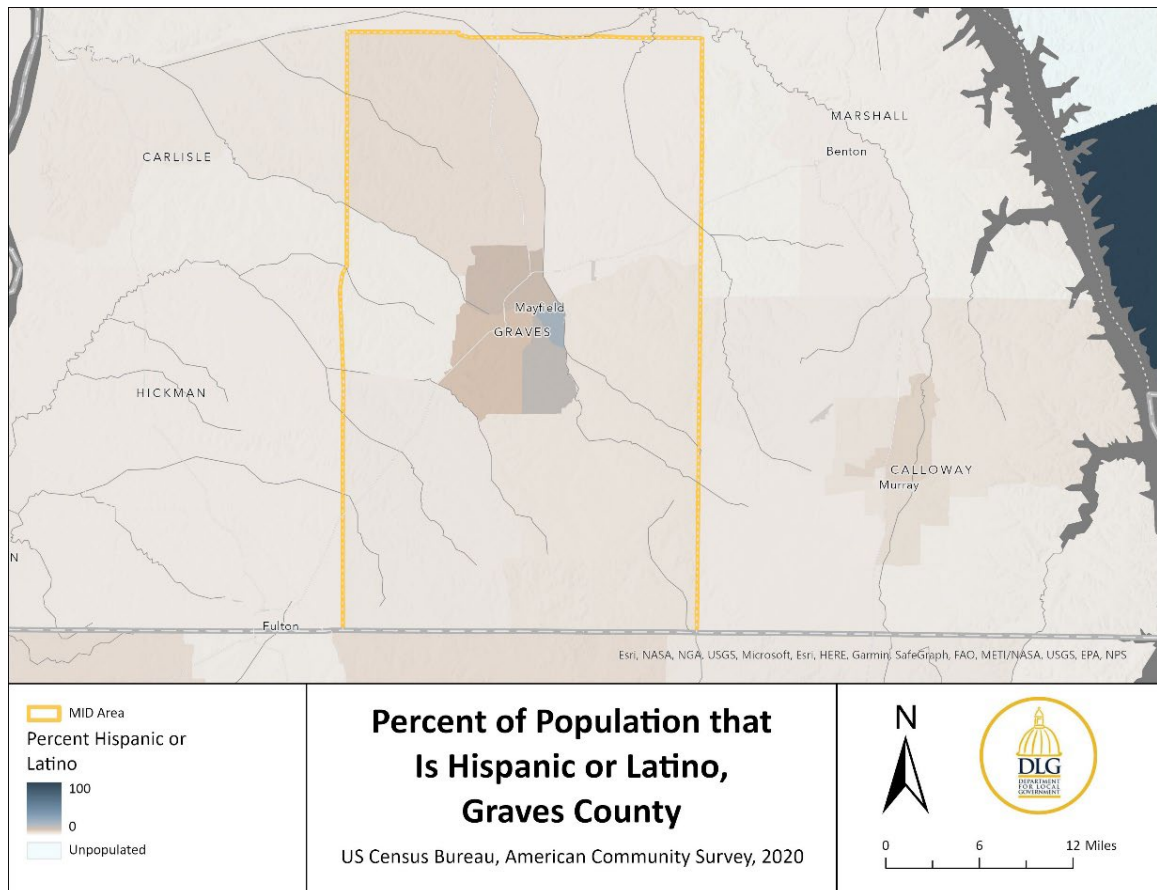 MARSHALL
Benton
CARLISLE
Mayfield
GRAVES
HICKMAN
CALLOWAY
Murray
N
Fulton
Esri, NASA, NGA, USGS, Microsoft, Esri, HERE, Garmin, SafeGraph, FAO, METI/NASA, USGS, EPA, NPS
MID Area
Percent Hispanic or
Latino
100
0
Unpopulated
Percent of Population that
Is Hispanic or Latino,
Graves County
US Census Bureau, American Community Survey, 2020
N
DLG
DEPARTMENT
FOR LOCAL
GOVERNMENT
0 6 12 Miles